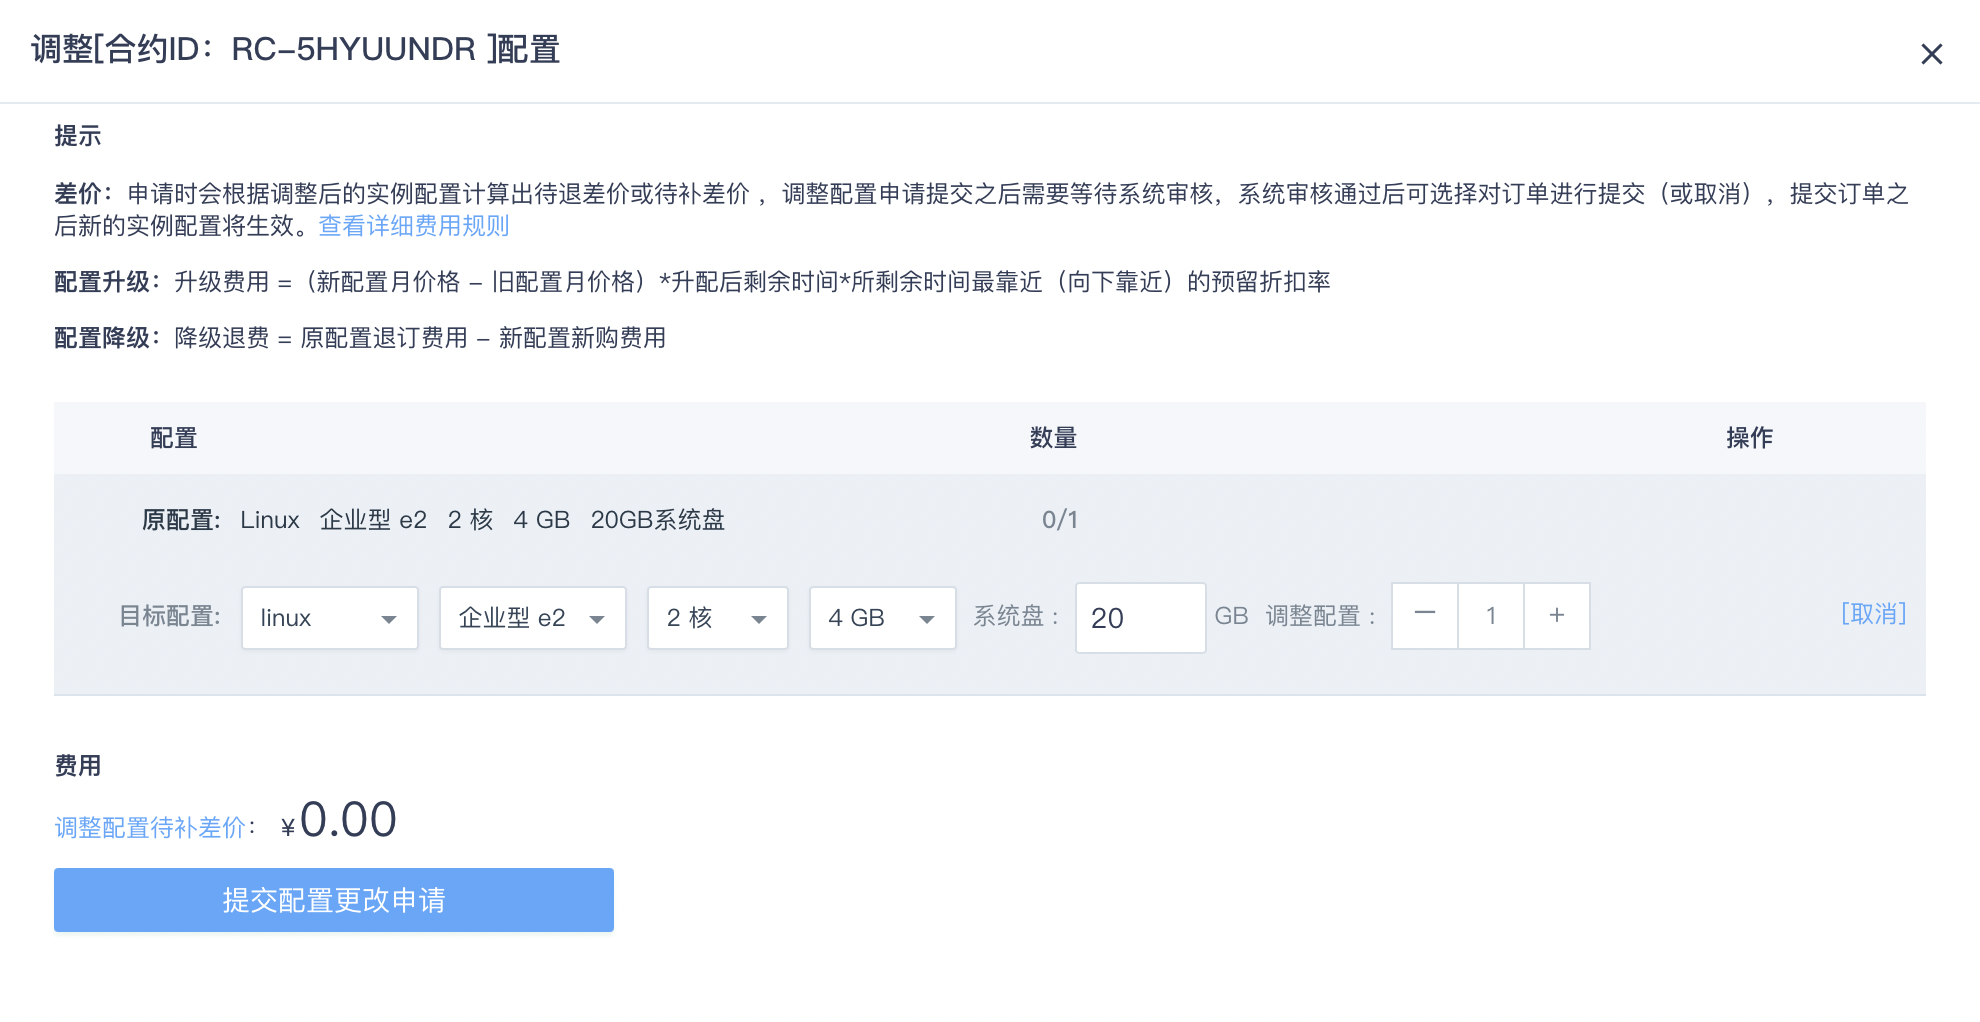 调整[合约ID：RC-5HYUUNDR ]配置
提示
差价：申请时会根据调整后的实例配置计算出待退差价或待补差价 ，调整配置申请提交之后需要等待系统审核，系统审核通过后可选择对订单进行提交（或取消），提交订单之
后新的实例配置将生效。查看详细费用规则
配置升级：升级费用 =（新配置月价格 – 旧配置月价格）*升配后剩余时间*所剩余时间最靠近（向下靠近）的预留折扣率
配置降级：降级退费 = 原配置退订费用 – 新配置新购费用
配置 数量 操作
原配置: Linux 企业型 e2 2 核 4 GB 20GB系统盘 0/1
目标配置: linux 企业型 e2 2 核 4 GB 系统盘： 20 GB 调整配置： — 1 + [取消]
费用
调整配置待补差价： ¥0.00
提交配置更改申请